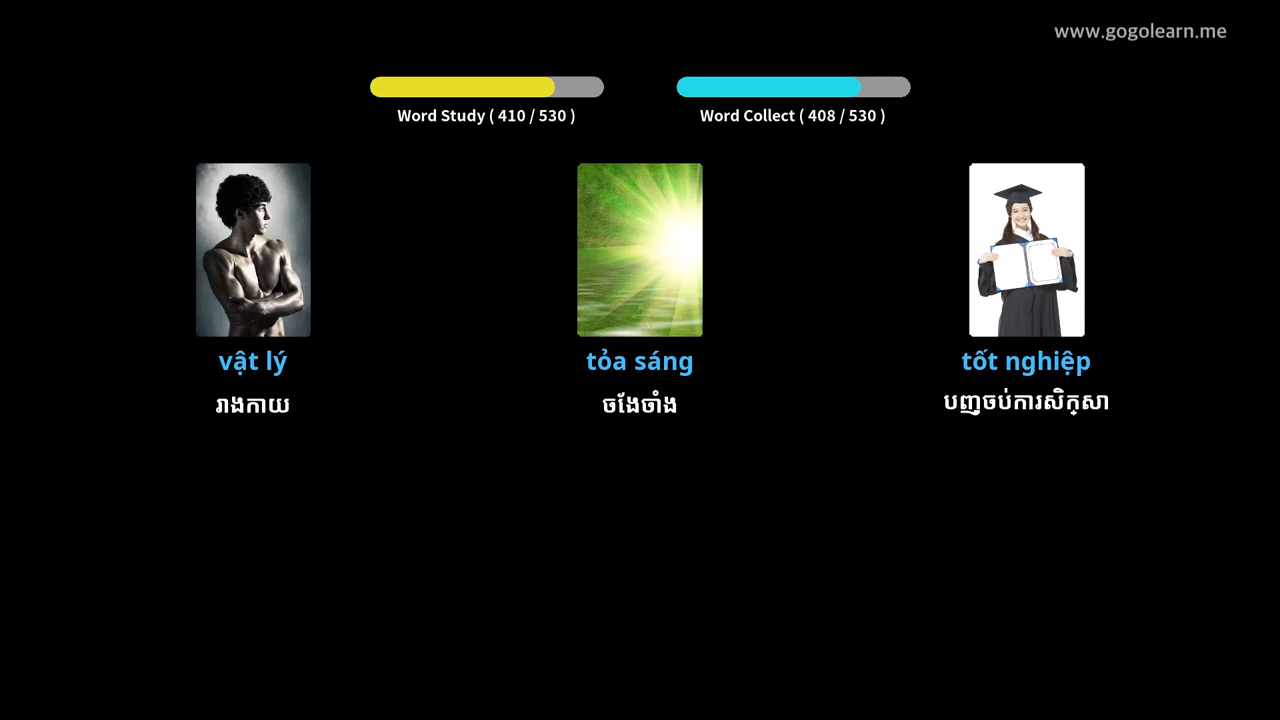 www.gogolearn.me
Word Study ( 410 / 530 )
Word Collect ( 408 / 530 )
vật lý
tỏa sáng
tốt nghiệp
រាងកាយ
ចងែចាំង
បញ្ចប់ការសិក្សា